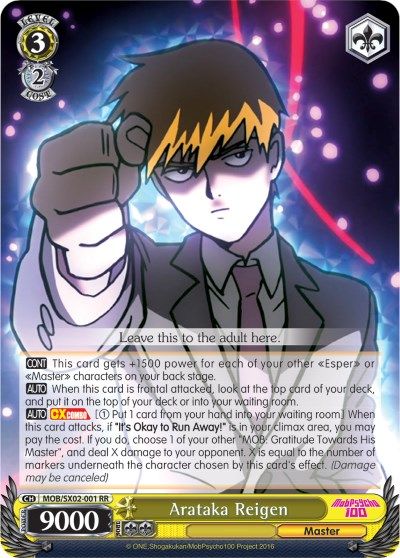 LEVEL
3
2
COST
Leave this to the adult here.
CONT This card gets +1500 power for each of your other «Esper» or
«Master» characters on your back stage.
AUTO When this card is frontal attacked, look at the top card of your
deck, and put it on the top of your deck or into your waiting room.
AUTO CX COMBO [① Put 1 card from your hand into your waiting room] When
this card attacks, if "It's Okay to Run Away!" is in your climax area, you may
pay the cost. If you do, choose 1 of your other "MOB: Gratitude Towards His
Master", and deal X damage to your opponent. X is equal to the number of
markers underneath the character chosen by this card's effect. (Damage
may be canceled)
CH MOB/SX02-001 RR
POWER
9000
SOUL
Arataka Reigen
MobPsycho
100
Master
© ONE,Shogakukan/MobPsycho100 Project 2016